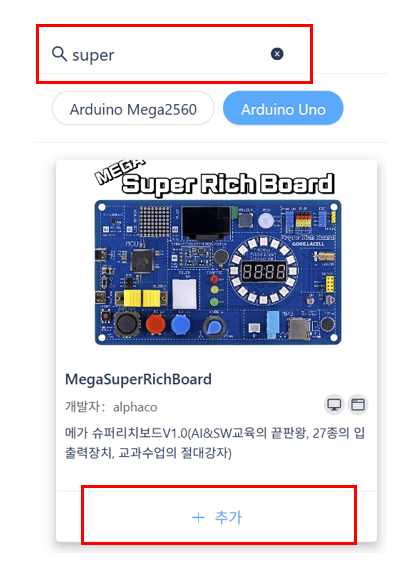 super
Arduino Mega2560
Arduino Uno
MEGA
Super Rich Board
MCU
GORILLACELL
MP3
MegaSuperRichBoard
개발자: alphaco
메가 슈퍼리치보드V1.0(AI&SW교육의 끝판왕, 27종의 입
출력장치, 교과수업의 절대강자)
+ 추가